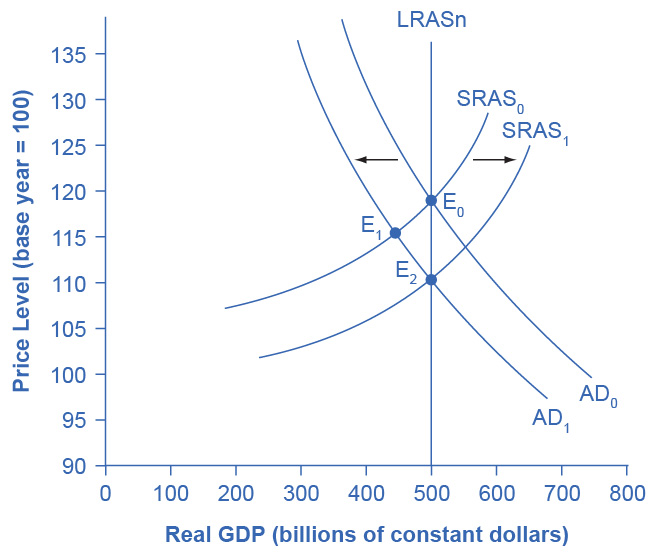 LRASn
135
130
SRAS₀
SRAS₁
125
120
E₀
E₁
115
E₂
110
105
100
AD₀
AD₁
95
90
0 100 200 300 400 500 600 700 800
Price Level (base year = 100)
Real GDP (billions of constant dollars)